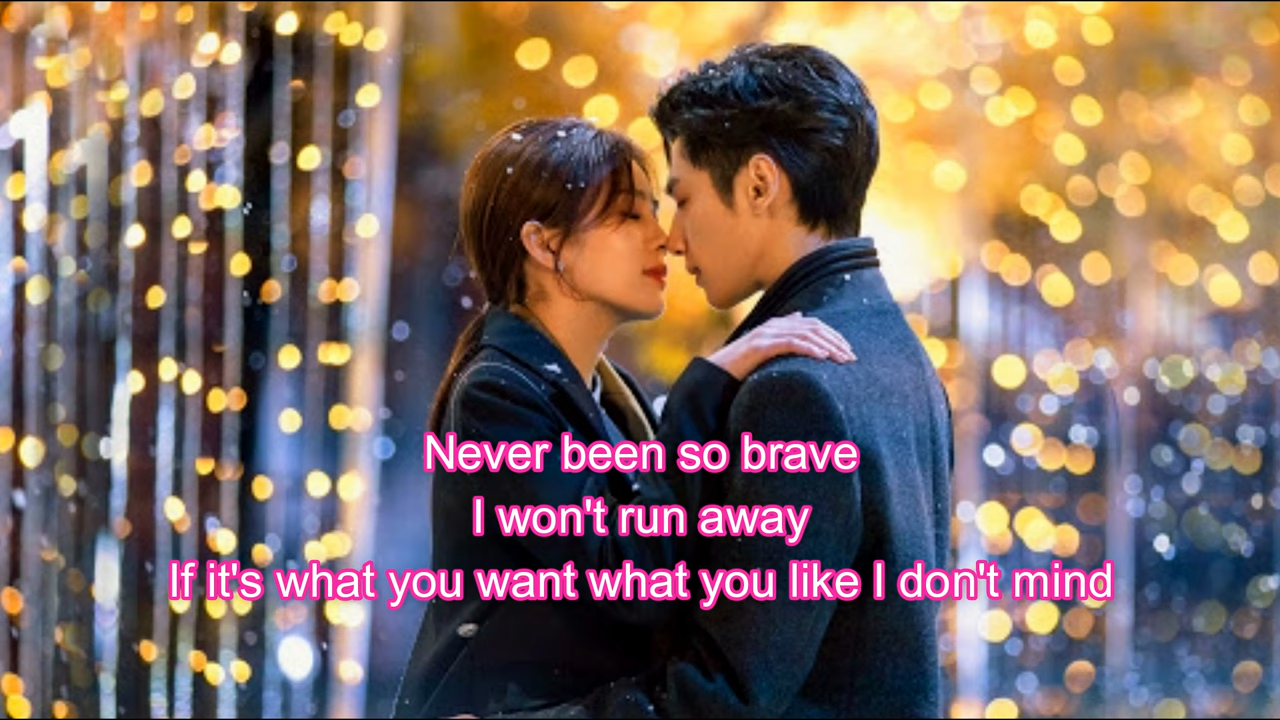 Never been so brave
I won't run away
If it's what you want what you like I don't mind